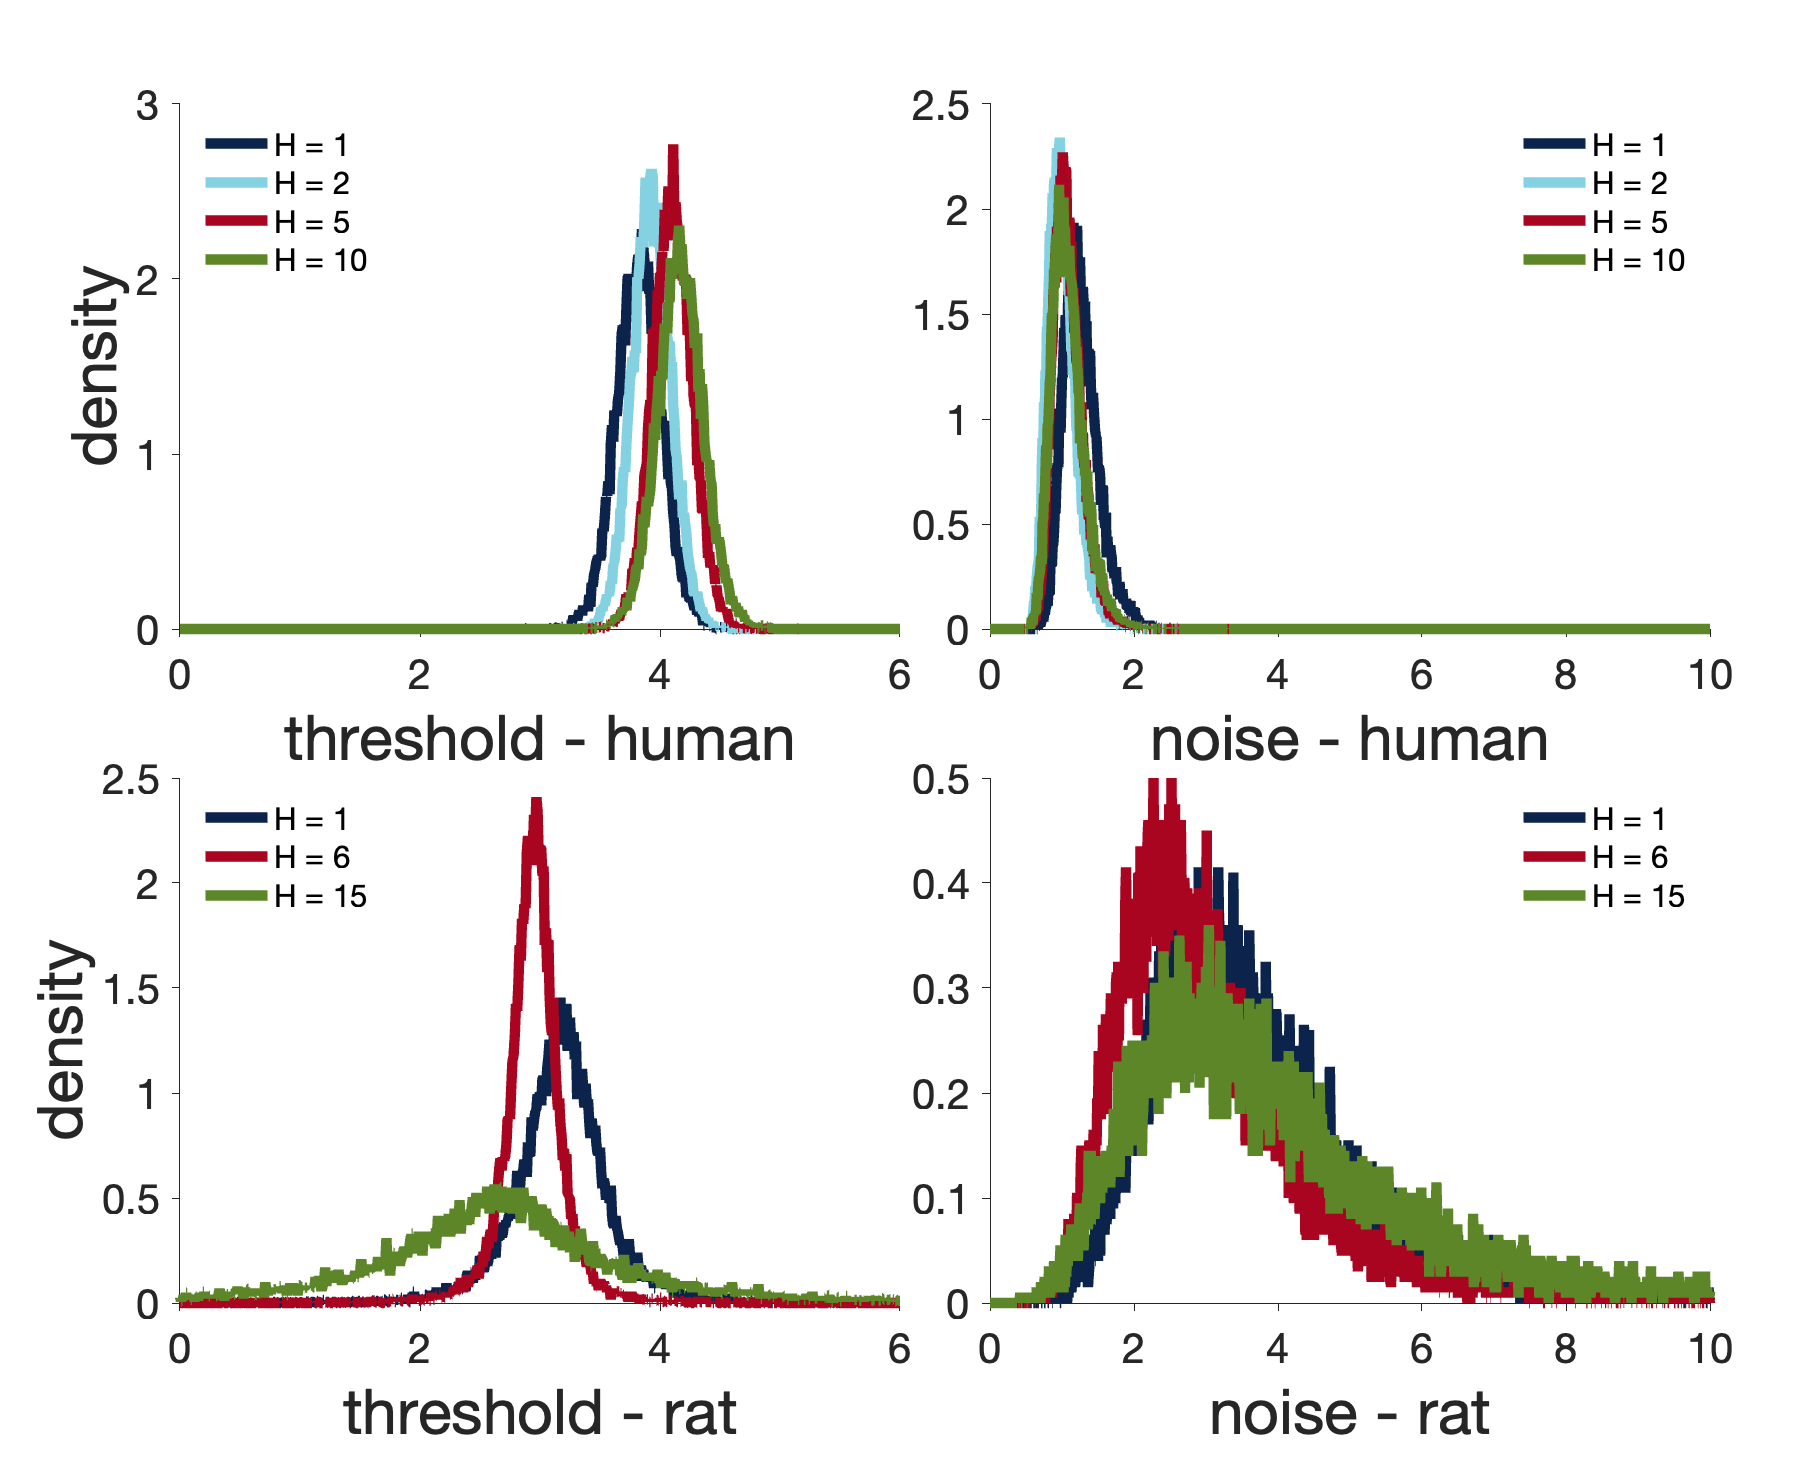 3
2
1
0
density
H = 1
H = 2
H = 5
H = 10
0 2 4 6
threshold - human
2.5
2
1.5
1
0.5
0
H = 1
H = 2
H = 5
H = 10
0 2 4 6 8 10
noise - human
2.5
2
1.5
1
0.5
0
density
H = 1
H = 6
H = 15
0 2 4 6
threshold - rat
0.5
0.4
0.3
0.2
0.1
0
H = 1
H = 6
H = 15
0 2 4 6 8 10
noise - rat